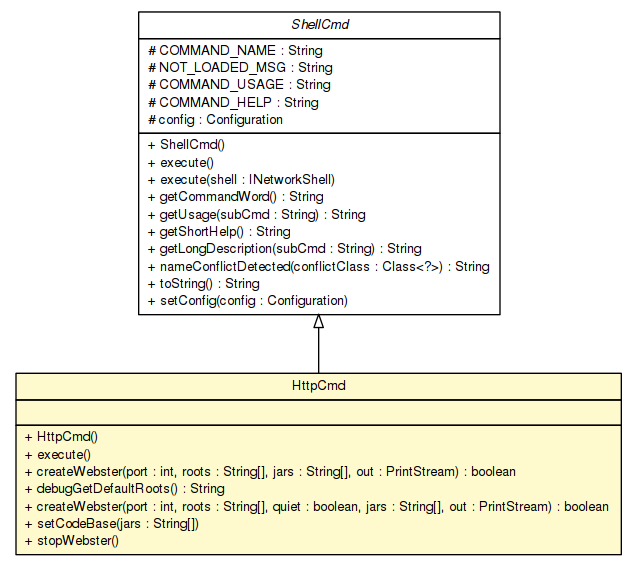 ShellCmd
# COMMAND_NAME : String
# NOT_LOADED_MSG : String
# COMMAND_USAGE : String
# COMMAND_HELP : String
# config : Configuration
+ ShellCmd()
+ execute()
+ execute(shell : INetworkShell)
+ getCommandWord() : String
+ getUsage(subCmd : String) : String
+ getShortHelp() : String
+ getLongDescription(subCmd : String) : String
+ nameConflictDetected(conflictClass : Class<?>) : String
+ toString() : String
+ setConfig(config : Configuration)
HttpCmd
+ HttpCmd()
+ execute()
+ createWebster(port : int, roots : String[], jars : String[], out : PrintStream) : boolean
+ debugGetDefaultRoots() : String
+ createWebster(port : int, roots : String[], quiet : boolean, jars : String[], out : PrintStream) : boolean
+ setCodeBase(jars : String[])
+ stopWebster()